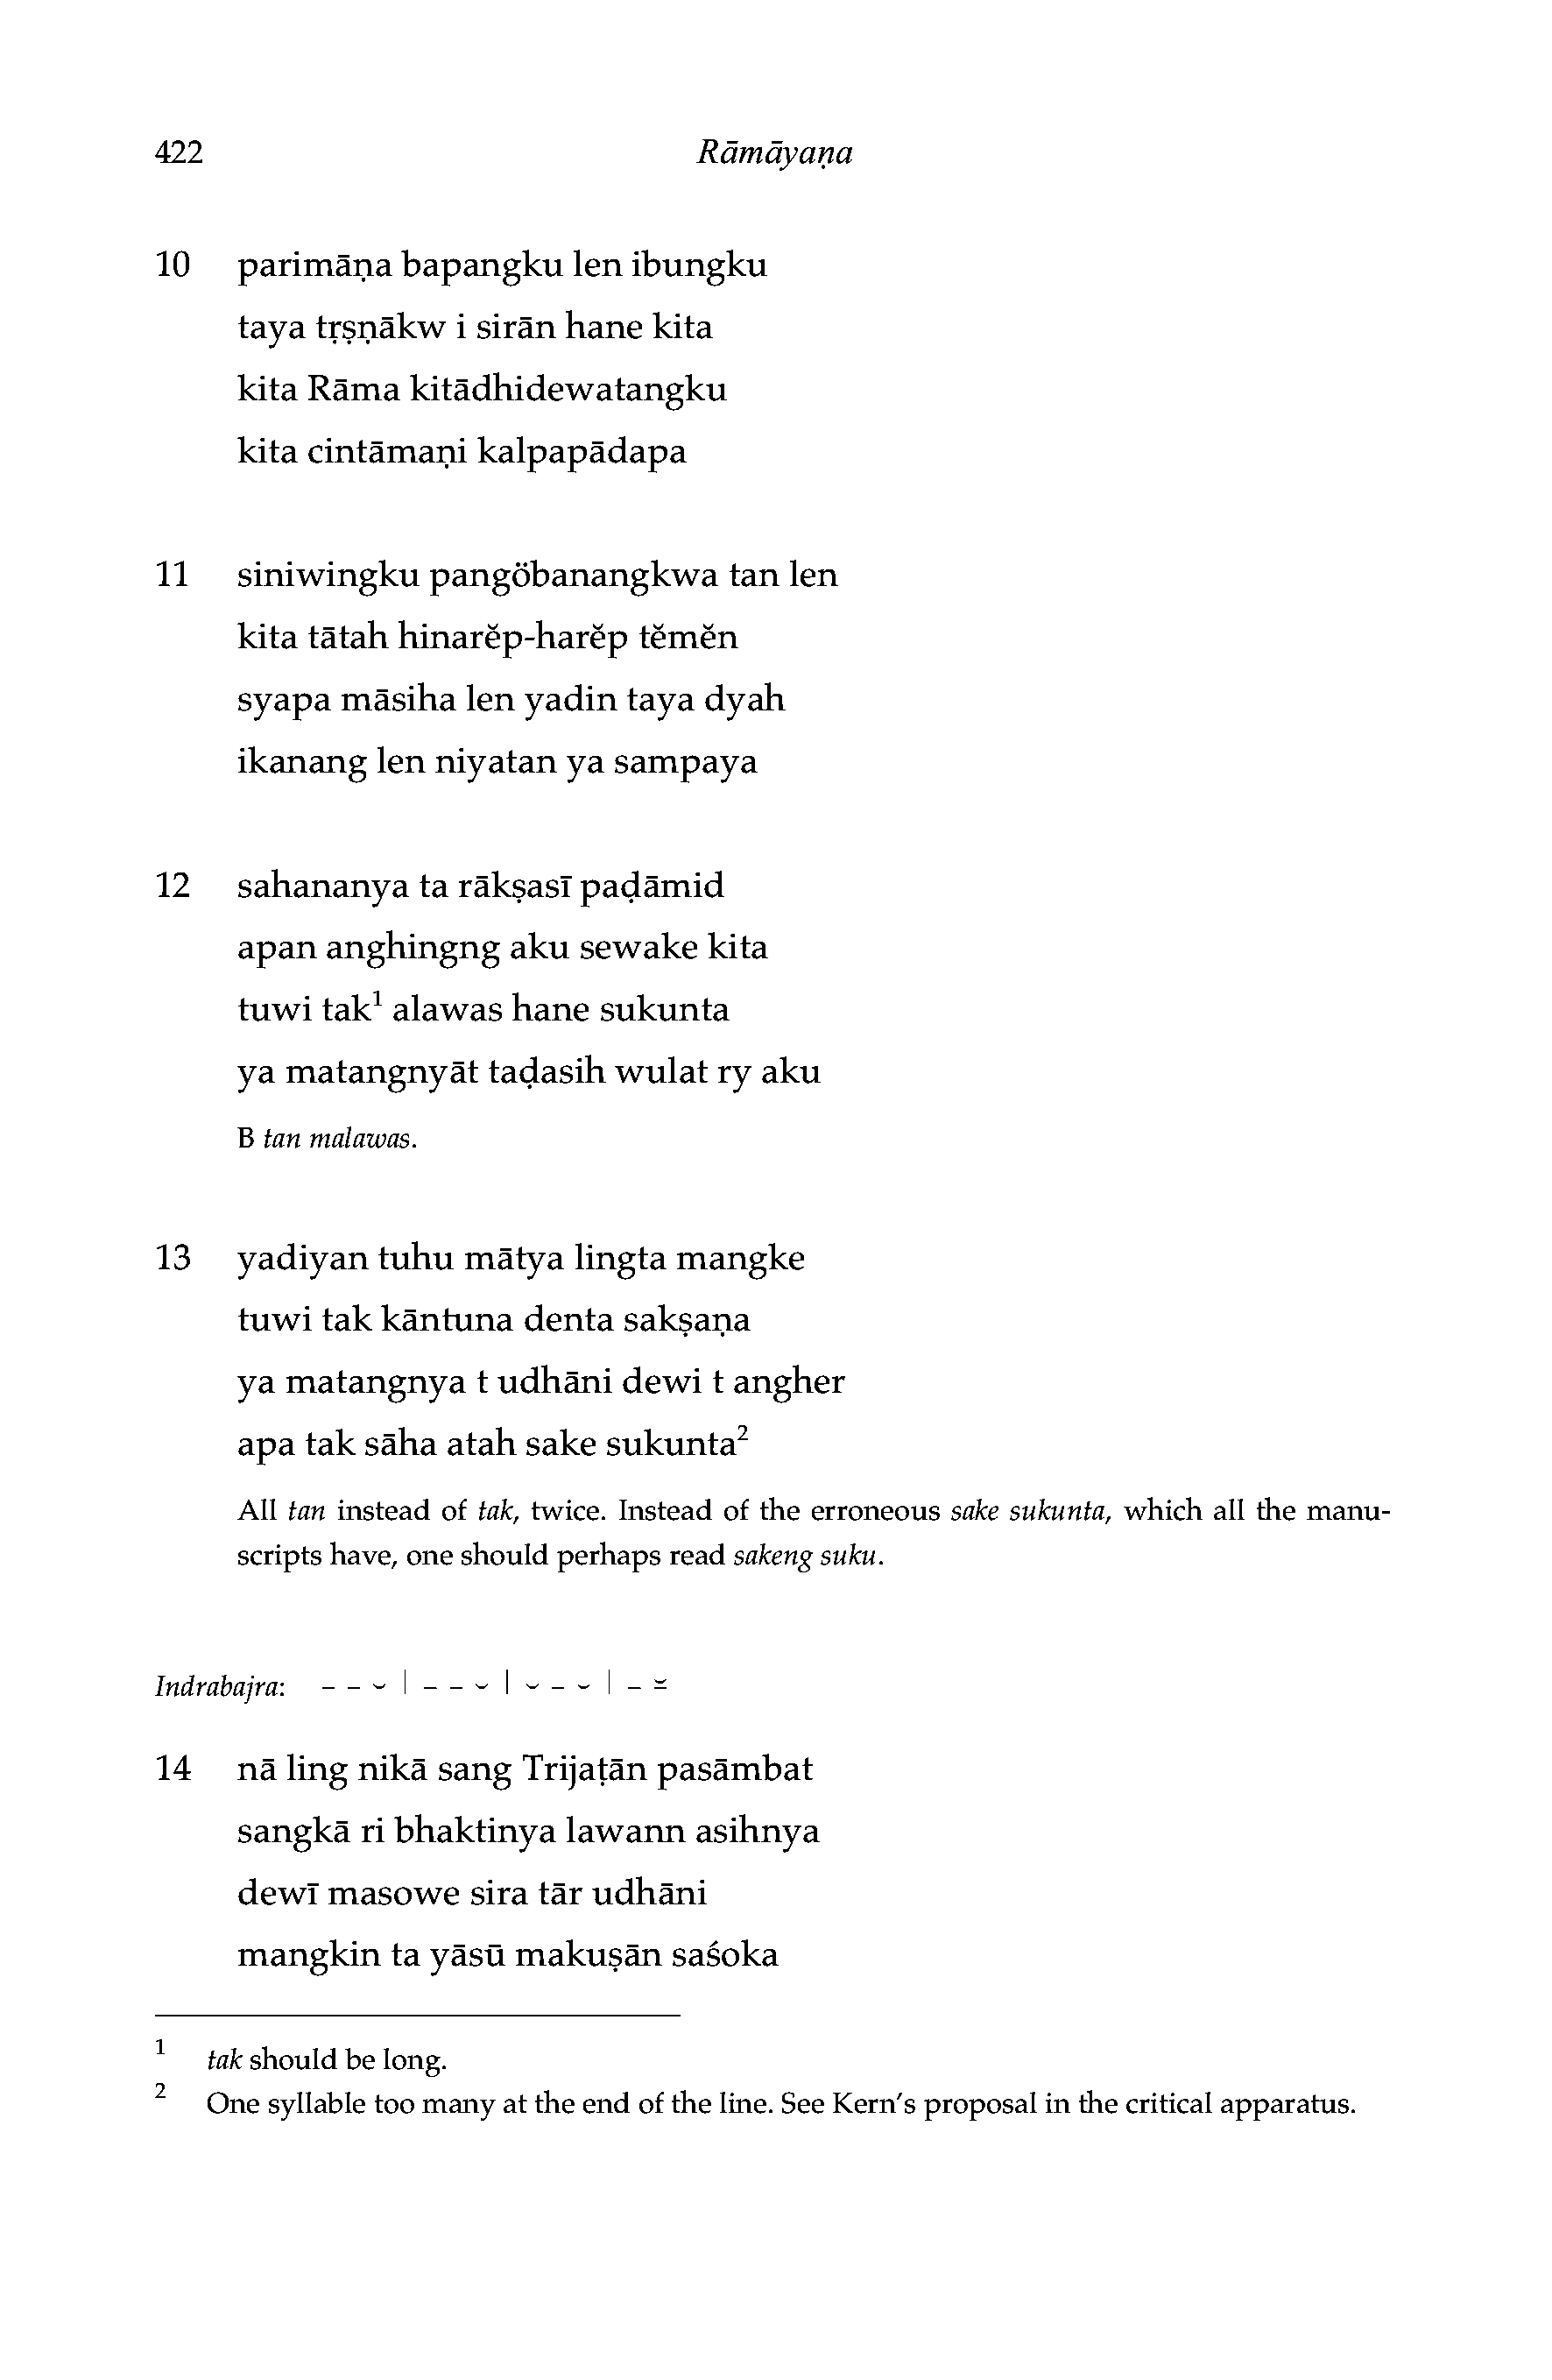 422 Rāmāyaṇa
10 parimāṇa bapangku len ibungku
taya tṛṣṇākw i sirān hane kita
kita Rāma kitādhidewatangku
kita cintāmaṇi kalpapādapa
11 siniwingku pangöbanangkwa tan len
kita tātah hinarĕp-harĕp tĕmĕn
syapa māsiha len yadin taya dyah
ikanang len niyatan ya sampaya
12 sahananya ta rākṣasī paḍāmid
apan anghingng aku sewake kita
tuwi tak¹ alawas hane sukunta
ya matangnyāt taḍasih wulat ry aku
B tan malawas.
13 yadiyan tuhu mātya lingta mangke
tuwi tak kāntuna denta sakṣaṇa
ya matangnya t udhāni dewi t angher
apa tak sāha atah sake sukunta²
All tan instead of tak, twice. Instead of the erroneous sake sukunta, which all the manu-
scripts have, one should perhaps read sakeng suku.
Indrabajra: – – ⏑ | – – ⏑ | ⏑ – ⏑ | – ⏓
14 nā ling nikā sang Trijaṭān pasāmbat
sangkā ri bhaktinya lawann asihnya
dewī masowe sira tār udhāni
mangkin ta yāsū makuṣān saśoka
1 tak should be long.
2 One syllable too many at the end of the line. See Kern's proposal in the critical apparatus.